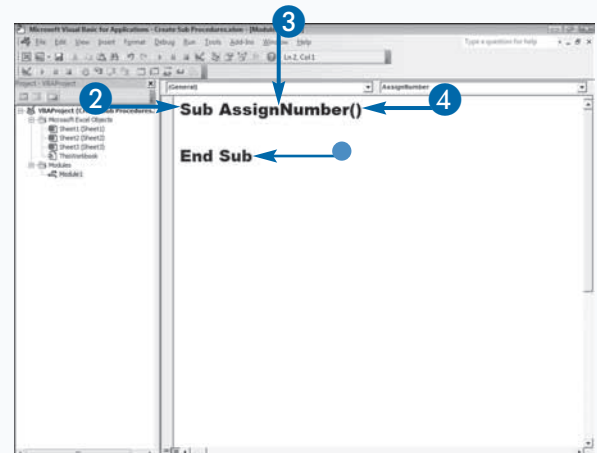 Microsoft Visual Basic for Applications - Create Sub Procedures.xlsm - [Module
File Edit View Insert Format Debug Run Tools Add-Ins Window Help
Type a question for help
Ln 2, Col 1
Project - VBAProject
(General)
AssignNumber
3
2
4
Sub AssignNumber()
End Sub
VBAProject (C Sub Procedures.
Microsoft Excel Objects
Sheet1 (Sheet1)
Sheet2 (Sheet2)
Sheet3 (Sheet3)
ThisWorkbook
Modules
Module1